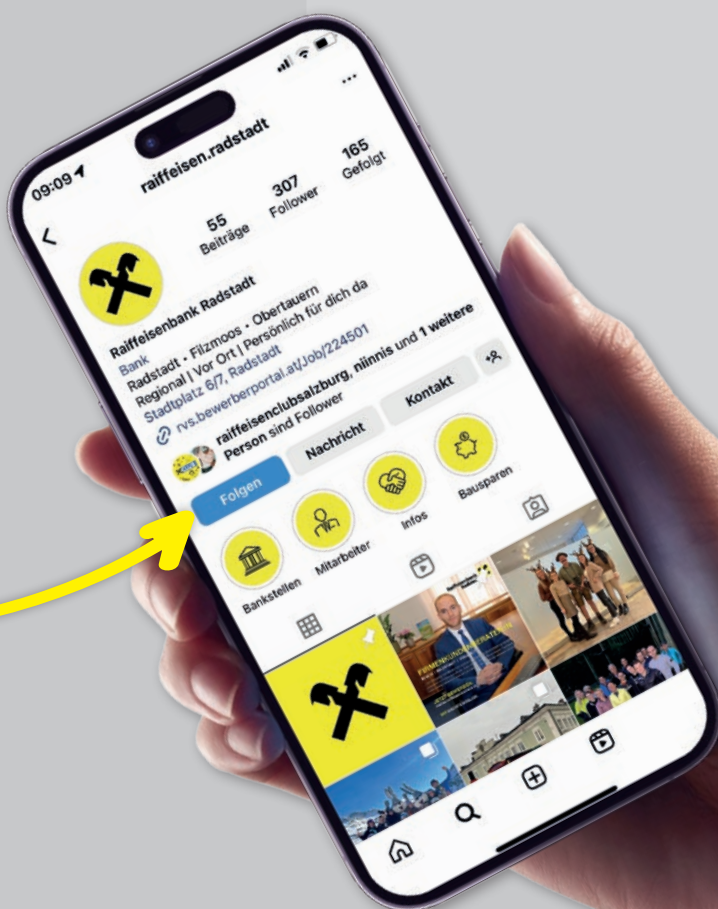 09:09
raiffeisen.radstadt
55
Beiträge
307
Follower
165
Gefolgt
Raiffeisenbank Radstadt
Bank
Radstadt • Filzmoos • Obertauern
Regional | Vor Ort | Persönlich für dich da
Stadtplatz 6/7, Radstadt
rvs.bewerberportal.at/Job/224501
raiffeisenclubsalzburg, niinnis und 1 weitere
Person sind Follower
Folgen
Nachricht
Kontakt
Bankstellen
Mitarbeiter
Infos
Bausparen
FIRMENKUNDENBERATER:IN